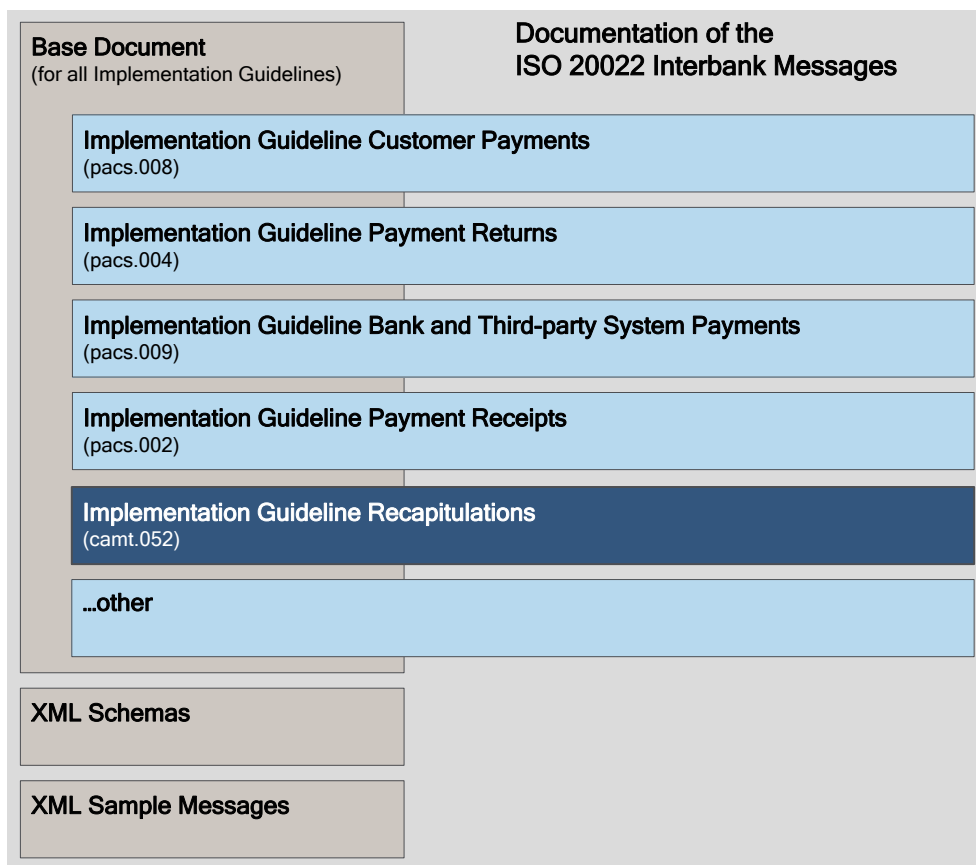 Base Document
(for all Implementation Guidelines)
Documentation of the
ISO 20022 Interbank Messages
Implementation Guideline Customer Payments
(pacs.008)
Implementation Guideline Payment Returns
(pacs.004)
Implementation Guideline Bank and Third-party System Payments
(pacs.009)
Implementation Guideline Payment Receipts
(pacs.002)
Implementation Guideline Recapitulations
(camt.052)
...other
XML Schemas
XML Sample Messages